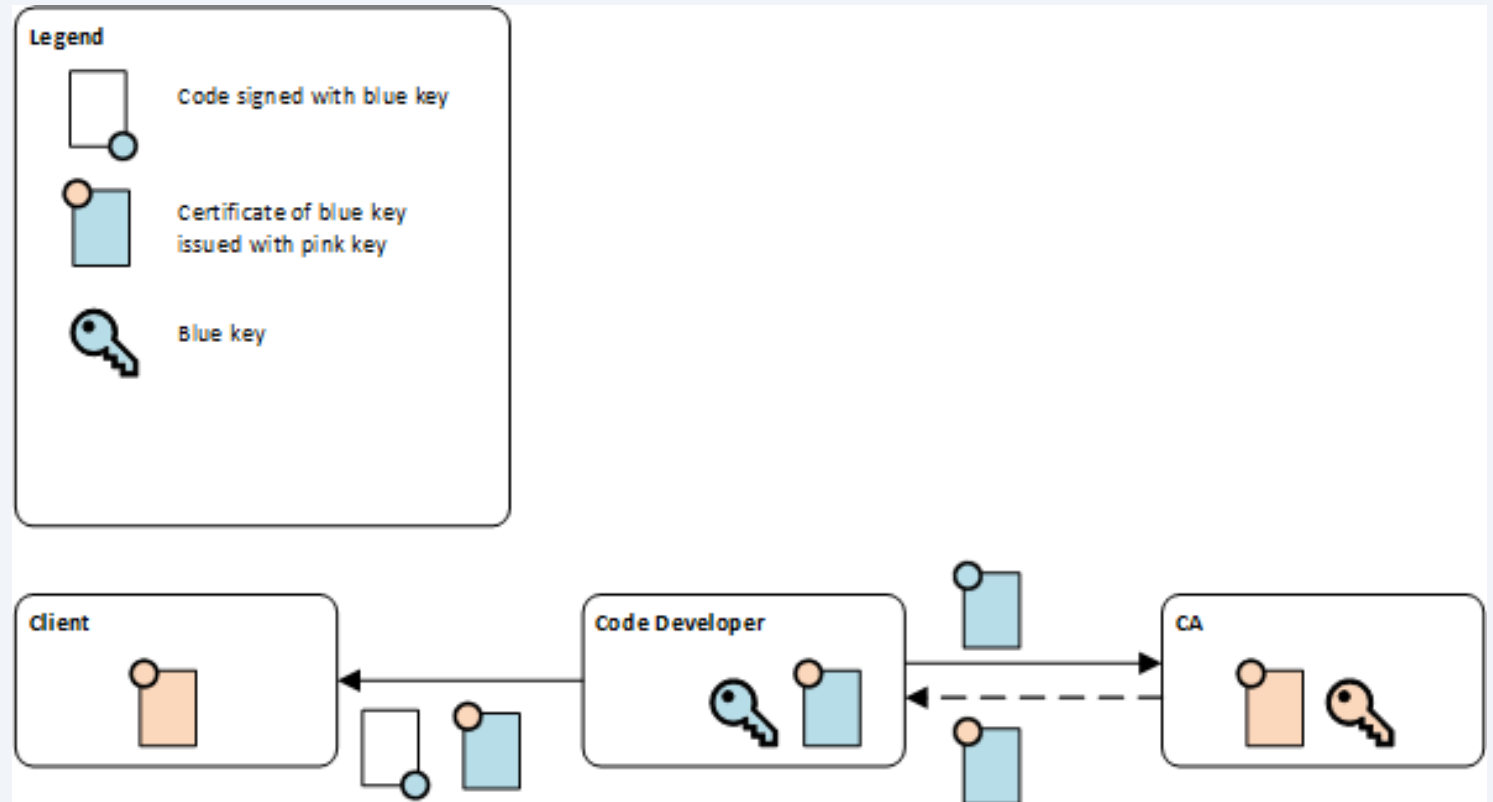 Legend
Code signed with blue key
Certificate of blue key
issued with pink key
Blue key
Client
Code Developer
CA